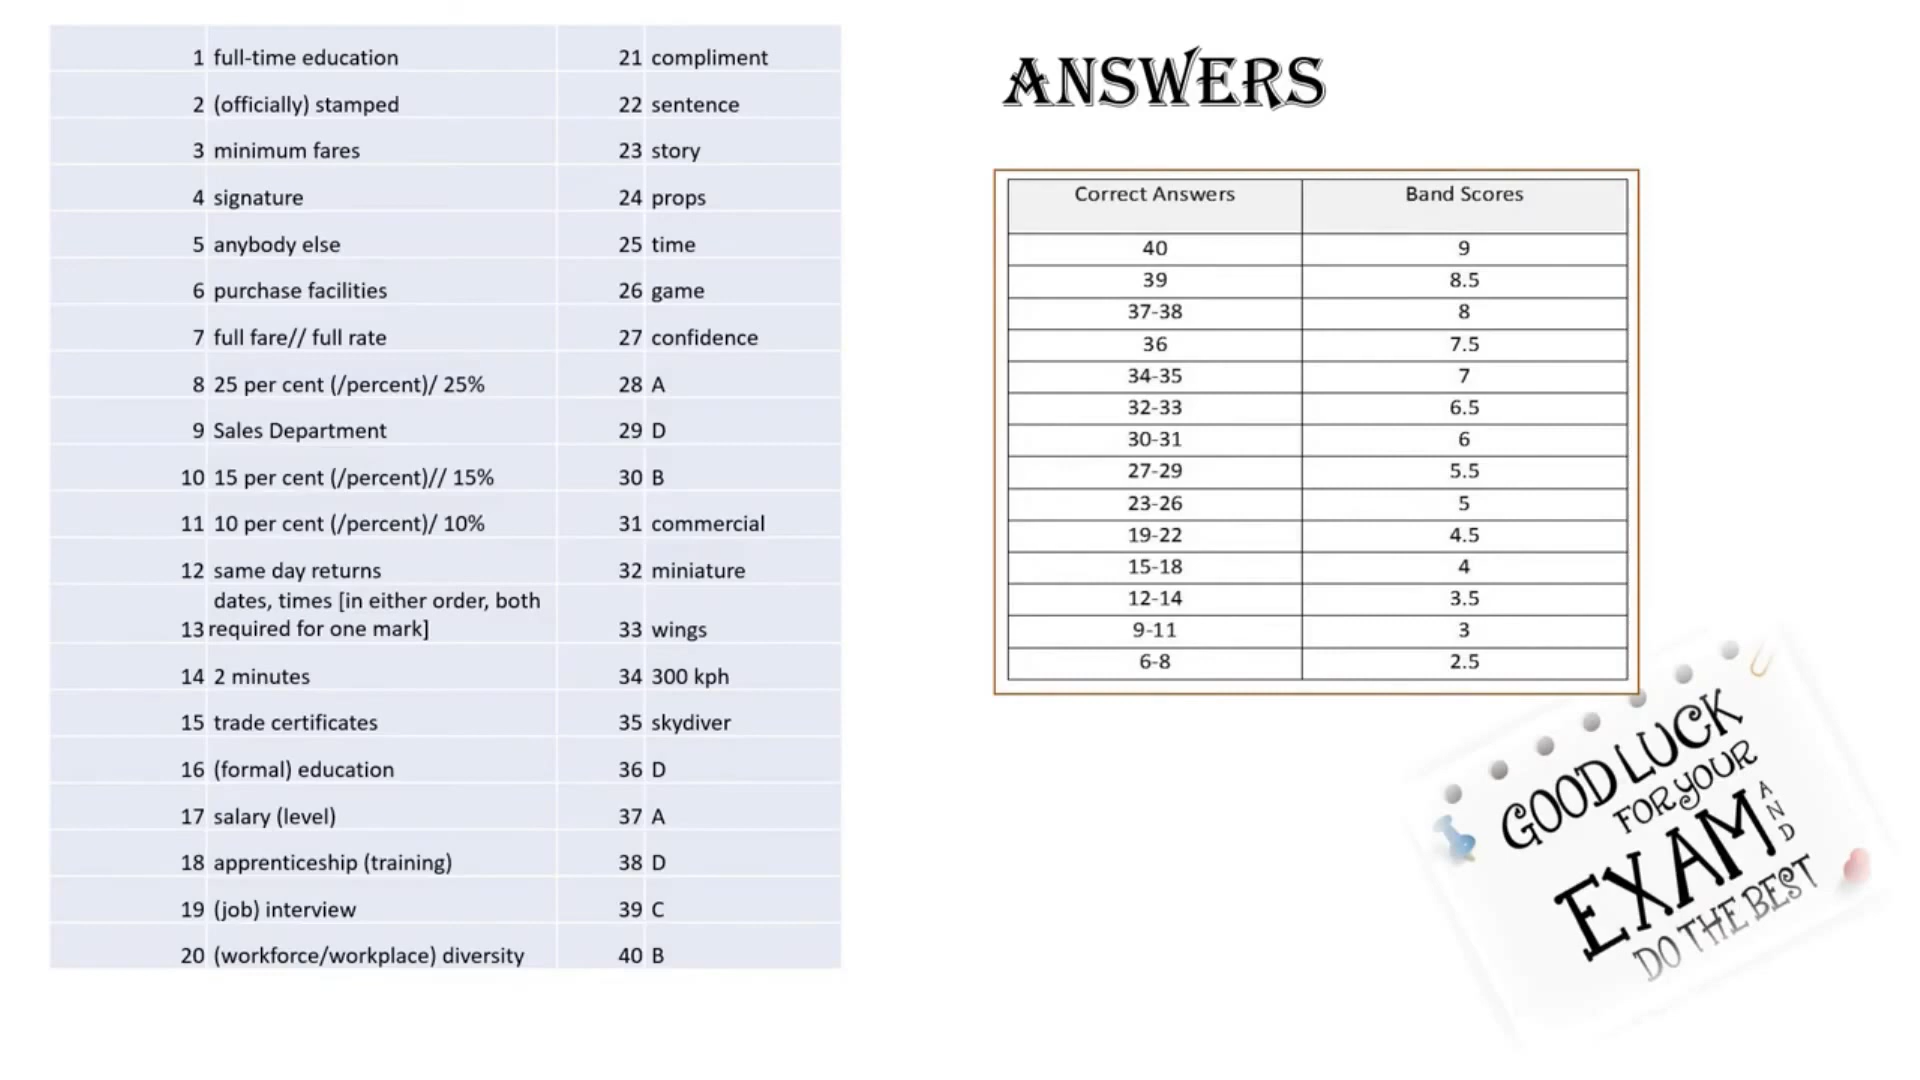 1 full-time education
2 (officially) stamped
3 minimum fares
4 signature
5 anybody else
6 purchase facilities
7 full fare// full rate
8 25 per cent (/percent)/ 25%
9 Sales Department
10 15 per cent (/percent)// 15%
11 10 per cent (/percent)/ 10%
12 same day returns
dates, times [in either order, both
13 required for one mark]
14 2 minutes
15 trade certificates
16 (formal) education
17 salary (level)
18 apprenticeship (training)
19 (job) interview
20 (workforce/workplace) diversity
21 compliment
22 sentence
23 story
24 props
25 time
26 game
27 confidence
28 A
29 D
30 B
31 commercial
32 miniature
33 wings
34 300 kph
35 skydiver
36 D
37 A
38 D
39 C
40 B
ANSWERS
Correct Answers Band Scores
40 9
39 8.5
37-38 8
36 7.5
34-35 7
32-33 6.5
30-31 6
27-29 5.5
23-26 5
19-22 4.5
15-18 4
12-14 3.5
9-11 3
6-8 2.5
GOOD LUCK
FOR YOUR
EXAM AND
DO THE BEST